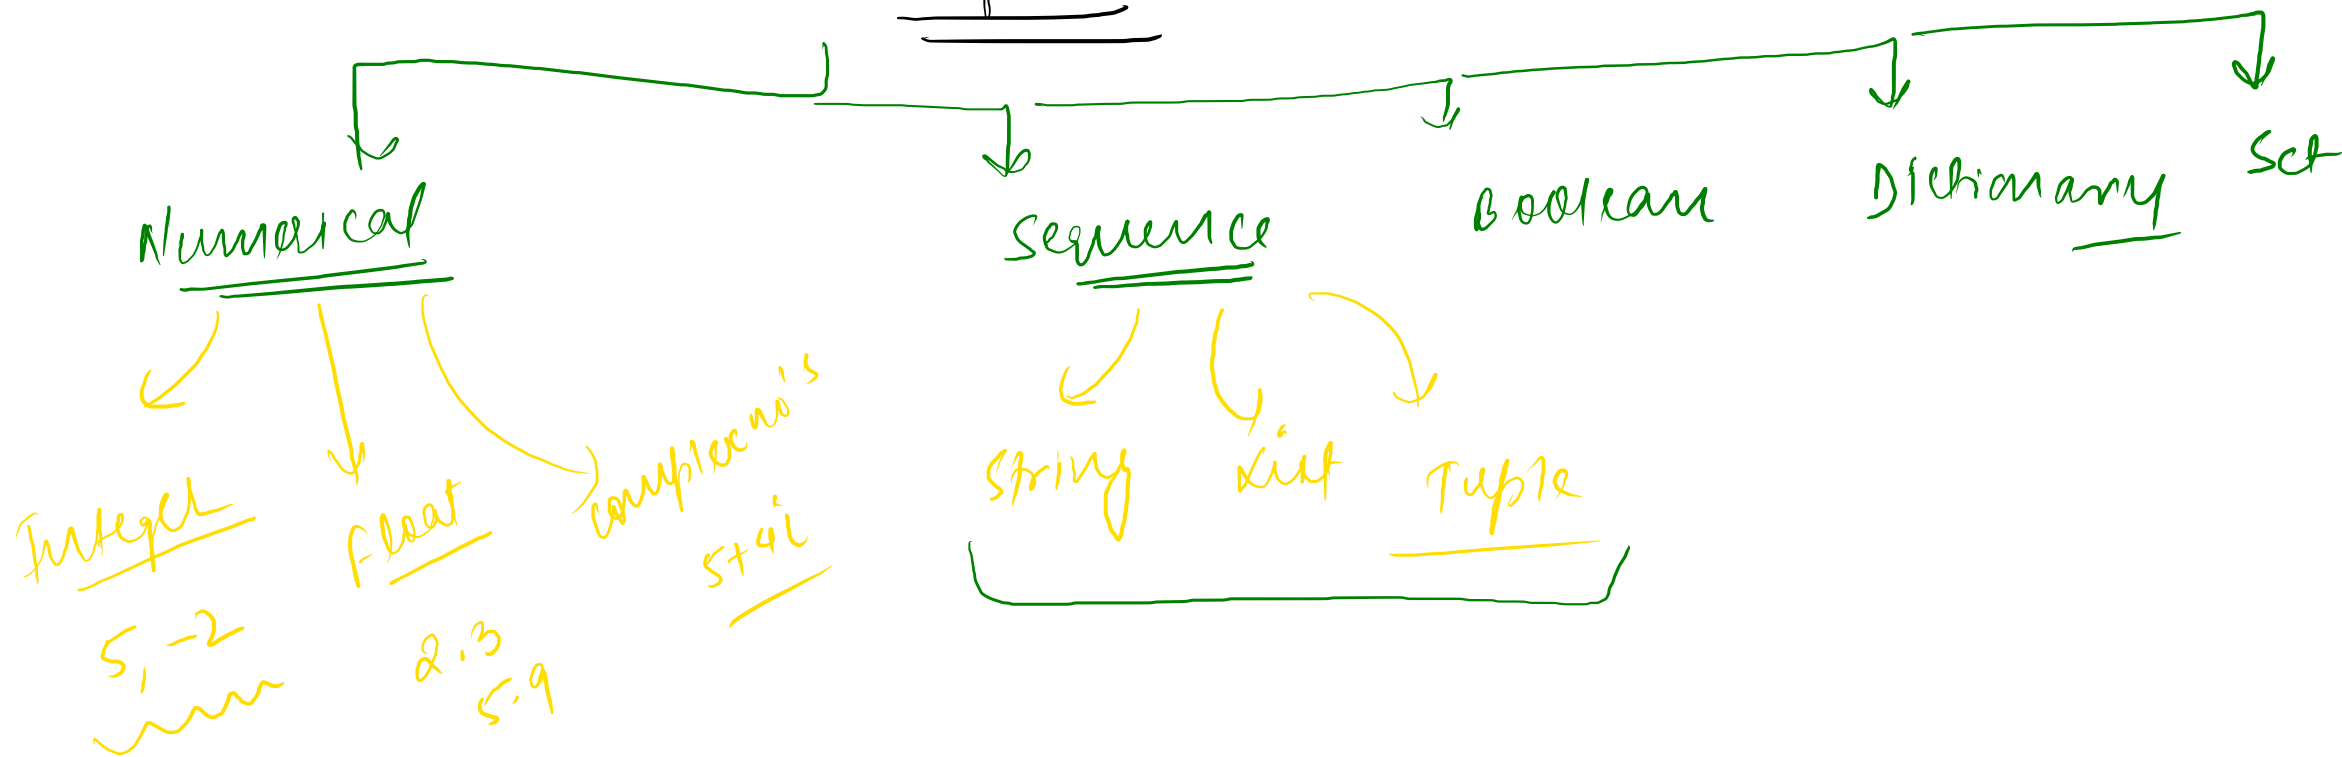 Numerical
Sequence
Boolean
Dictionary
Set
Integer
Float
Complex no's
String
List
Tuple
5, -2
2.3
5.9
5+4i